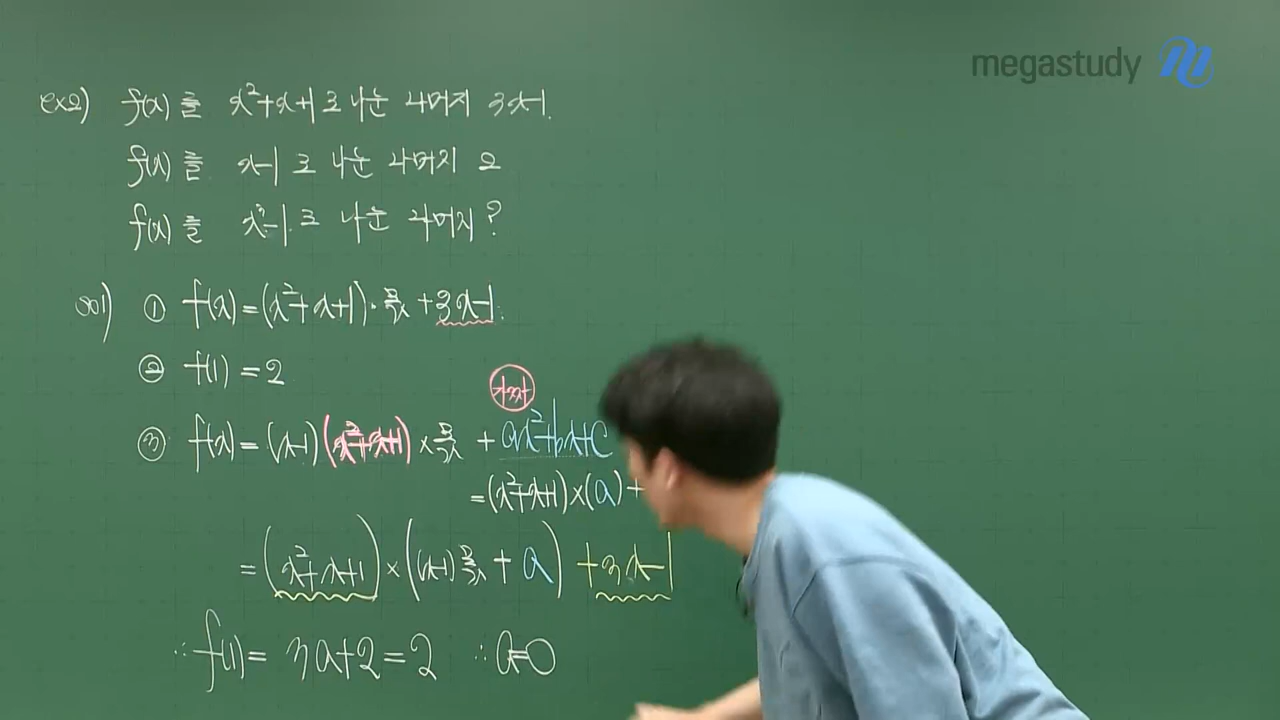 megastudy
ex2) f(x)를 x²+x+1로 나눈 나머지 3x-1.
f(x)를 x-1로 나눈 나머지 2
f(x)를 x³-1로 나눈 나머지?
sol) ① f(x)=(x²+x+1)·몫+3x-1.
② f(1)=2
③ f(x)=(x-1)(x²+x+1)×몫+ax²+bx+c
=(x²+x+1)×(a)+
=(x²+x+1)×((x-1)몫+a)+3x-1
∴f(1)=3a+2=2 ∴a=0